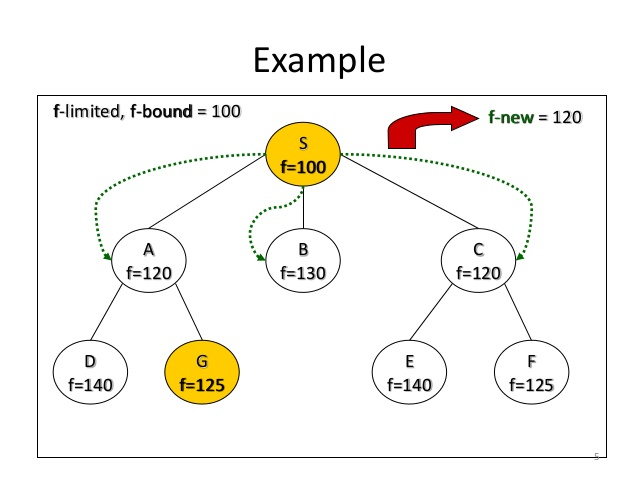 Example
f-limited, f-bound = 100
f-new = 120
S
f=100
A
f=120
B
f=130
C
f=120
D
f=140
G
f=125
E
f=140
F
f=125
5